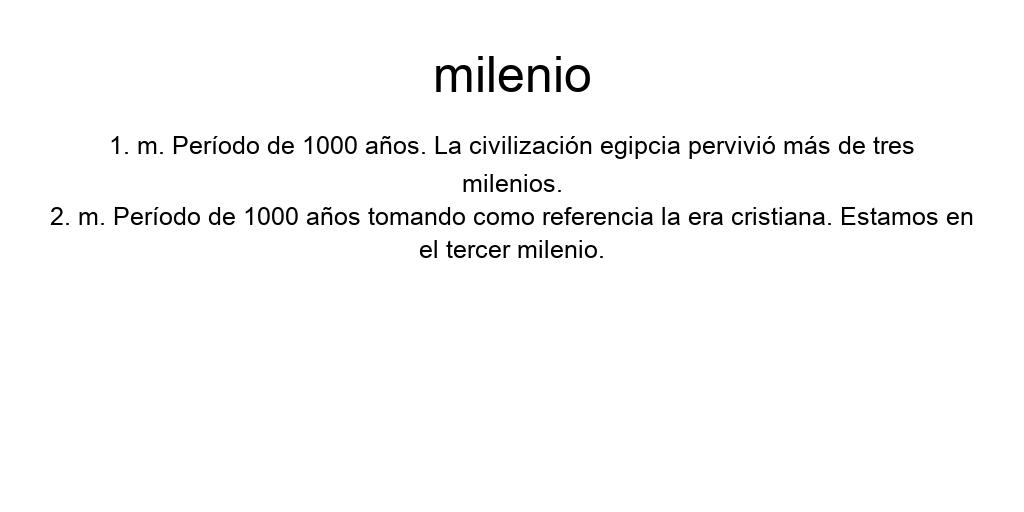 milenio
1. m. Período de 1000 años. La civilización egipcia pervivió más de tres
milenios.
2. m. Período de 1000 años tomando como referencia la era cristiana. Estamos en
el tercer milenio.